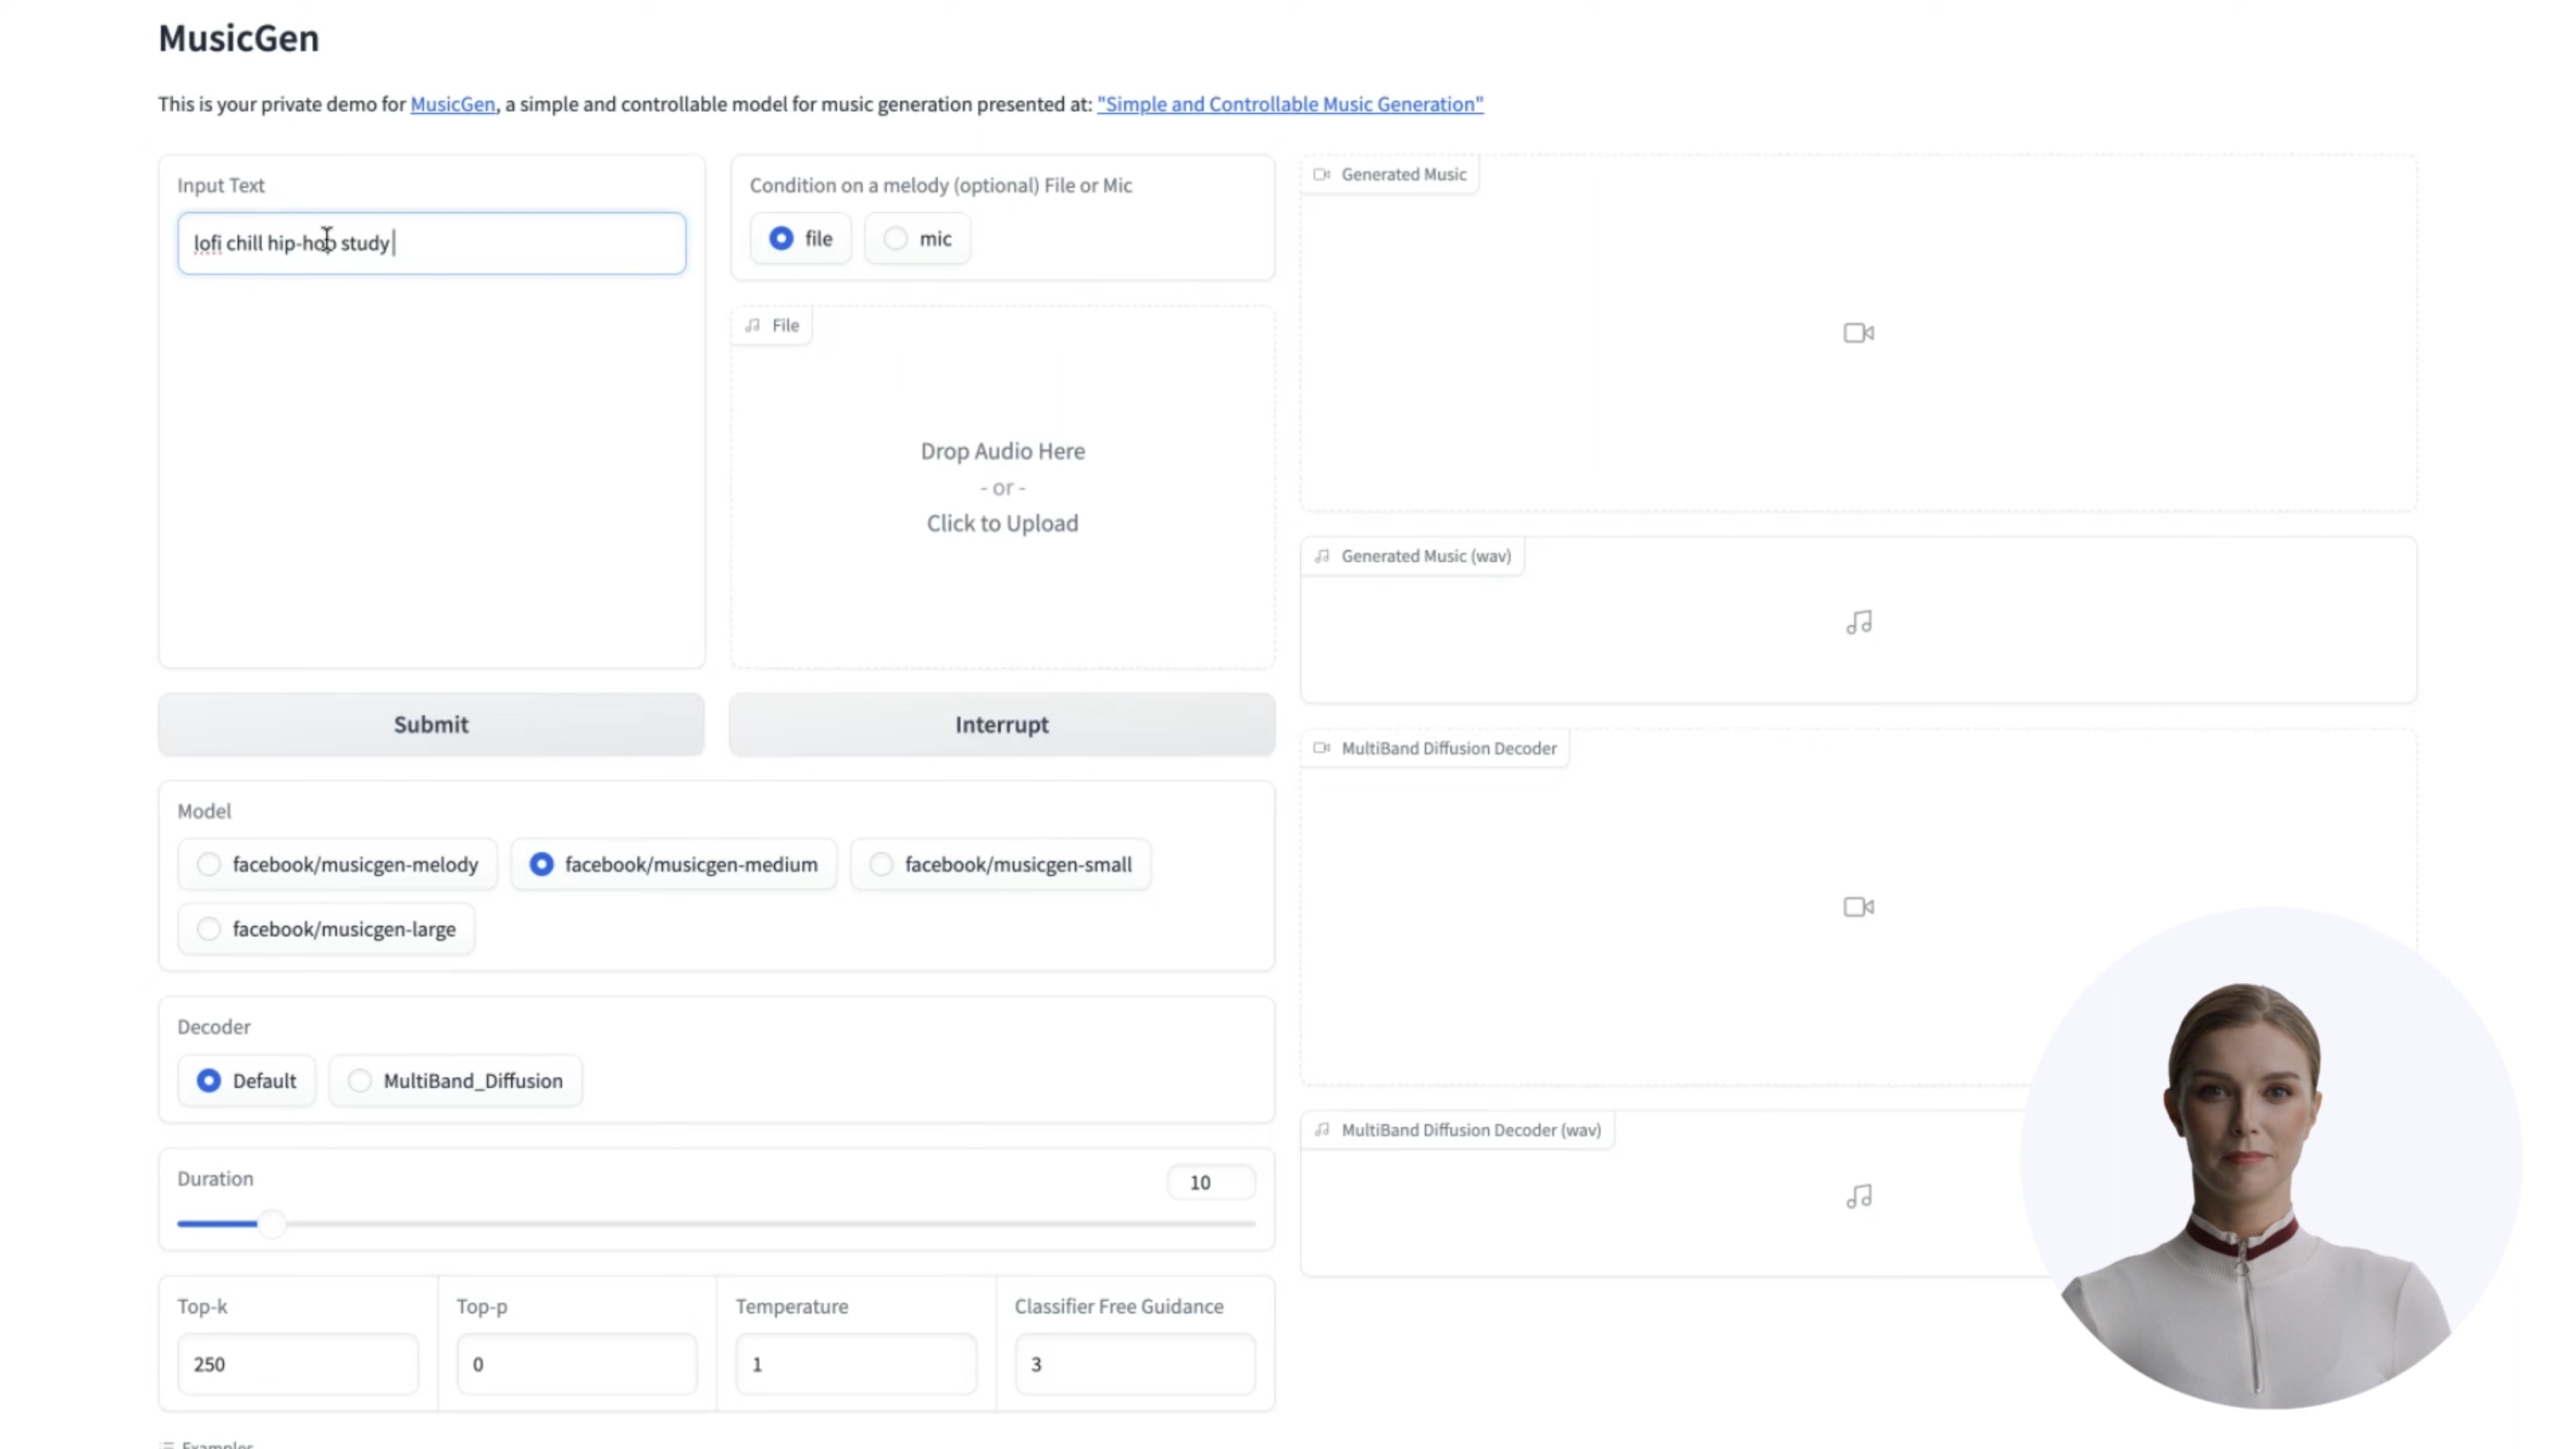 MusicGen
This is your private demo for MusicGen, a simple and controllable model for music generation presented at: "Simple and Controllable Music Generation"
Input Text
lofi chill hip-hop study
Condition on a melody (optional) File or Mic
file
mic
File
Drop Audio Here
- or -
Click to Upload
Submit
Interrupt
Model
facebook/musicgen-melody
facebook/musicgen-medium
facebook/musicgen-small
facebook/musicgen-large
Decoder
Default
MultiBand_Diffusion
Duration
10
Top-k
250
Top-p
0
Temperature
1
Classifier Free Guidance
3
Examples
Generated Music
Generated Music (wav)
MultiBand Diffusion Decoder
MultiBand Diffusion Decoder (wav)